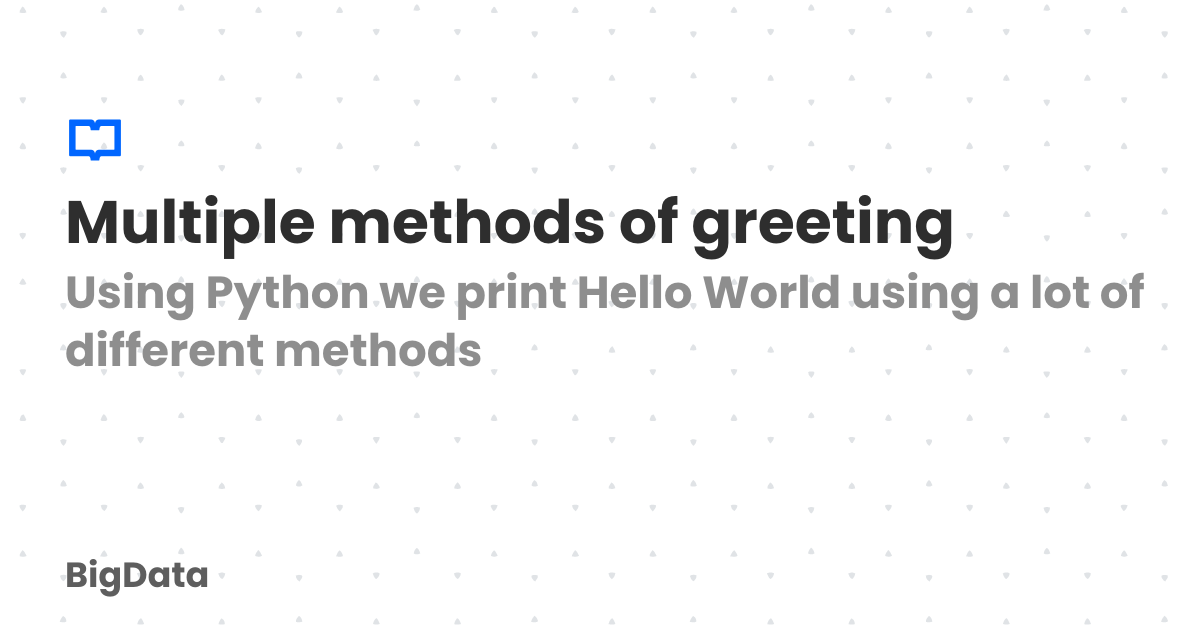 Multiple methods of greeting
Using Python we print Hello World using a lot of
different methods
BigData